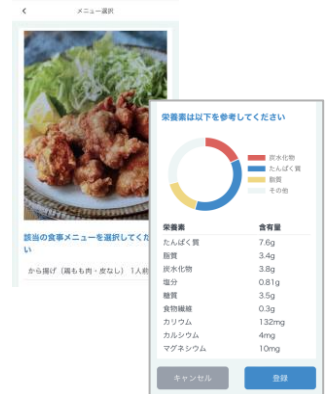 メニュー選択
該当の食事メニューを選択してくだ
い
から揚げ（鶏もも肉・皮なし） 1人前
栄養素は以下を参考してください
炭水化物
たんぱく質
脂質
その他
栄養素 含有量
たんぱく質 7.6g
脂質 3.4g
炭水化物 3.8g
塩分 0.81g
糖質 3.5g
食物繊維 0.3g
カリウム 132mg
カルシウム 4mg
マグネシウム 10mg
キャンセル 登録